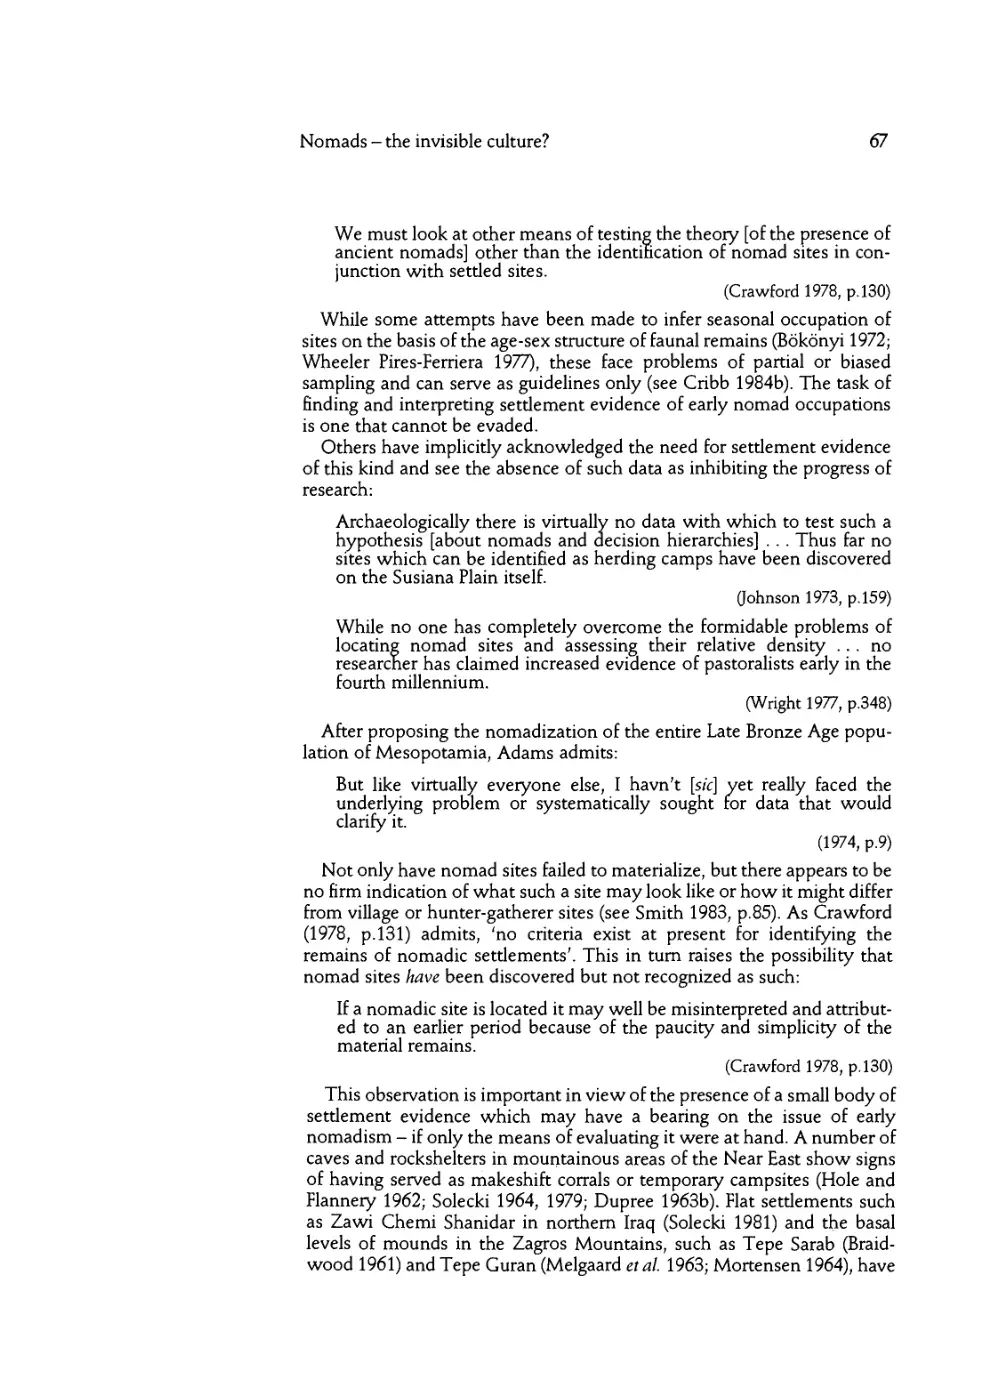 Nomads – the invisible culture? 67
We must look at other means of testing the theory [of the presence of
ancient nomads] other than the identification of nomad sites in con-
junction with settled sites.
(Crawford 1978, p.130)
While some attempts have been made to infer seasonal occupation of
sites on the basis of the age-sex structure of faunal remains (Bökönyi 1972;
Wheeler Pires-Ferriera 1977), these face problems of partial or biased
sampling and can serve as guidelines only (see Cribb 1984b). The task of
finding and interpreting settlement evidence of early nomad occupations
is one that cannot be evaded.
Others have implicitly acknowledged the need for settlement evidence
of this kind and see the absence of such data as inhibiting the progress of
research:
Archaeologically there is virtually no data with which to test such a
hypothesis [about nomads and decision hierarchies] . . . Thus far no
sites which can be identified as herding camps have been discovered
on the Susiana Plain itself.
(Johnson 1973, p.159)
While no one has completely overcome the formidable problems of
locating nomad sites and assessing their relative density . . . no
researcher has claimed increased evidence of pastoralists early in the
fourth millennium.
(Wright 1977, p.348)
After proposing the nomadization of the entire Late Bronze Age popu-
lation of Mesopotamia, Adams admits:
But like virtually everyone else, I havn't [sic] yet really faced the
underlying problem or systematically sought for data that would
clarify it.
(1974, p.9)
Not only have nomad sites failed to materialize, but there appears to be
no firm indication of what such a site may look like or how it might differ
from village or hunter-gatherer sites (see Smith 1983, p.85). As Crawford
(1978, p.131) admits, 'no criteria exist at present for identifying the
remains of nomadic settlements'. This in turn raises the possibility that
nomad sites have been discovered but not recognized as such:
If a nomadic site is located it may well be misinterpreted and attribut-
ed to an earlier period because of the paucity and simplicity of the
material remains.
(Crawford 1978, p.130)
This observation is important in view of the presence of a small body of
settlement evidence which may have a bearing on the issue of early
nomadism – if only the means of evaluating it were at hand. A number of
caves and rockshelters in mountainous areas of the Near East show signs
of having served as makeshift corrals or temporary campsites (Hole and
Flannery 1962; Solecki 1964, 1979; Dupree 1963b). Flat settlements such
as Zawi Chemi Shanidar in northern Iraq (Solecki 1981) and the basal
levels of mounds in the Zagros Mountains, such as Tepe Sarab (Braid-
wood 1961) and Tepe Guran (Melgaard et al. 1963; Mortensen 1964), have